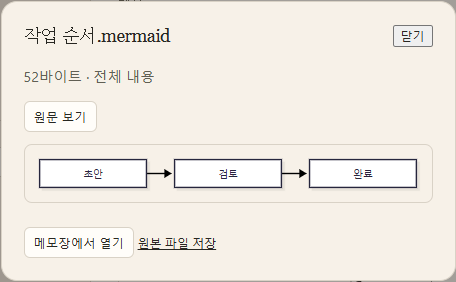 작업 순서.mermaid
닫기
52바이트 · 전체 내용
원문 보기
초안
검토
완료
메모장에서 열기
원본 파일 저장